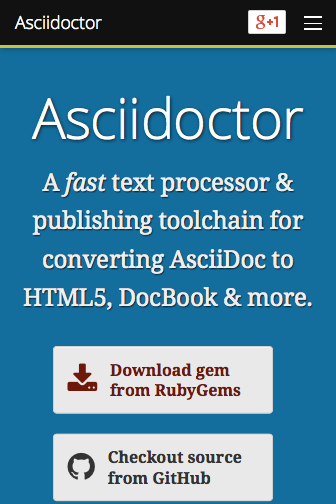 Asciidoctor
g+1
Asciidoctor
A fast text processor &
publishing toolchain for
converting AsciiDoc to
HTML5, DocBook & more.
Download gem
from RubyGems
Checkout source
from GitHub